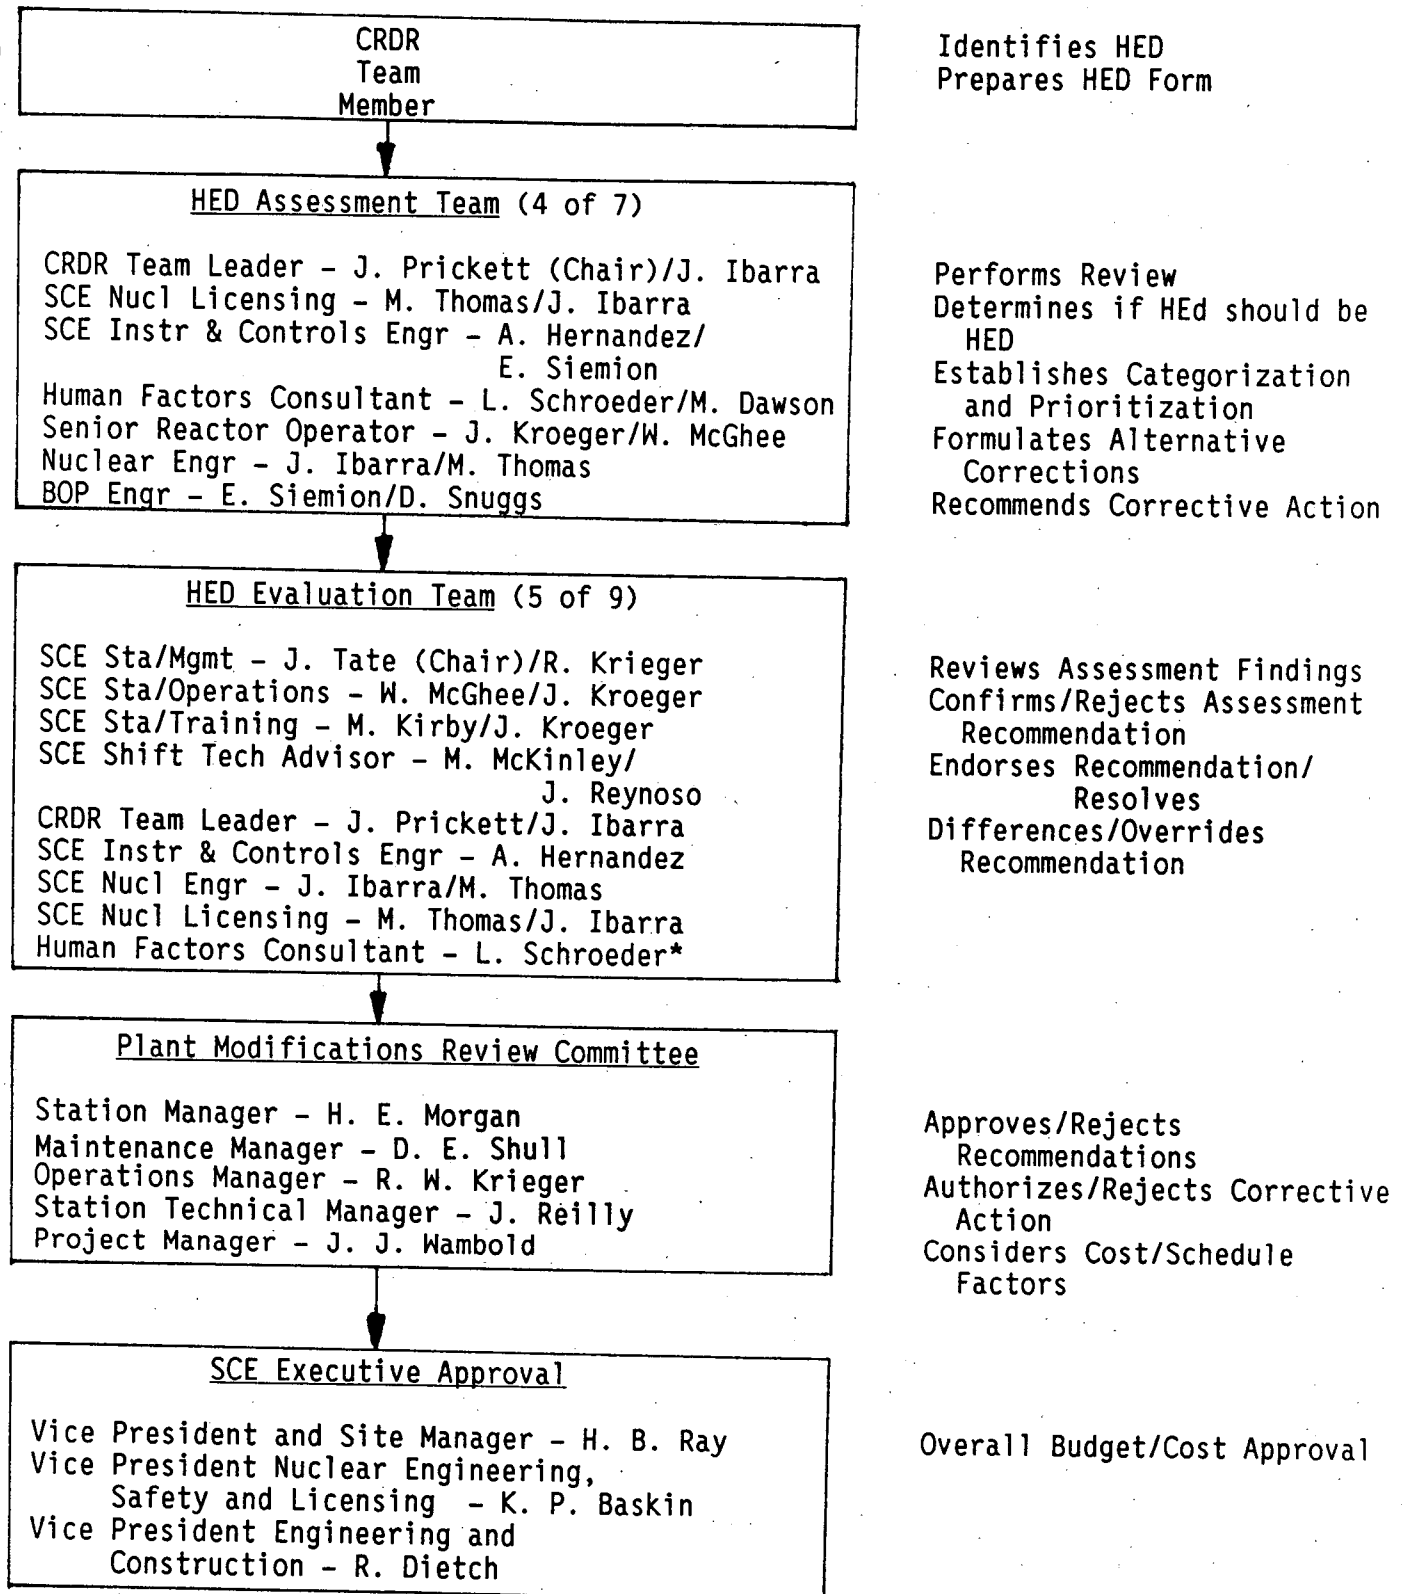 CRDR
Team
Member
Identifies HED
Prepares HED Form
HED Assessment Team (4 of 7)
CRDR Team Leader – J. Prickett (Chair)/J. Ibarra
SCE Nucl Licensing – M. Thomas/J. Ibarra
SCE Instr & Controls Engr – A. Hernandez/
E. Siemion
Human Factors Consultant – L. Schroeder/M. Dawson
Senior Reactor Operator – J. Kroeger/W. McGhee
Nuclear Engr – J. Ibarra/M. Thomas
BOP Engr – E. Siemion/D. Snuggs
Performs Review
Determines if HEd should be
HED
Establishes Categorization
and Prioritization
Formulates Alternative
Corrections
Recommends Corrective Action
HED Evaluation Team (5 of 9)
SCE Sta/Mgmt – J. Tate (Chair)/R. Krieger
SCE Sta/Operations – W. McGhee/J. Kroeger
SCE Sta/Training – M. Kirby/J. Kroeger
SCE Shift Tech Advisor – M. McKinley/
J. Reynoso
CRDR Team Leader – J. Prickett/J. Ibarra
SCE Instr & Controls Engr – A. Hernandez
SCE Nucl Engr – J. Ibarra/M. Thomas
SCE Nucl Licensing – M. Thomas/J. Ibarra
Human Factors Consultant – L. Schroeder*
Reviews Assessment Findings
Confirms/Rejects Assessment
Recommendation
Endorses Recommendation/
Resolves
Differences/Overrides
Recommendation
Plant Modifications Review Committee
Station Manager – H. E. Morgan
Maintenance Manager – D. E. Shull
Operations Manager – R. W. Krieger
Station Technical Manager – J. Reilly
Project Manager – J. J. Wambold
Approves/Rejects
Recommendations
Authorizes/Rejects Corrective
Action
Considers Cost/Schedule
Factors
SCE Executive Approval
Vice President and Site Manager – H. B. Ray
Vice President Nuclear Engineering,
Safety and Licensing – K. P. Baskin
Vice President Engineering and
Construction – R. Dietch
Overall Budget/Cost Approval